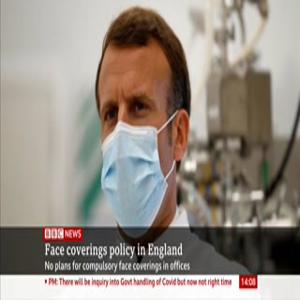 BBC NEWS
Face coverings policy in England
No plans for compulsory face coverings in offices
• PM: There will be inquiry into Govt handling of Covid but now not right time
14:08